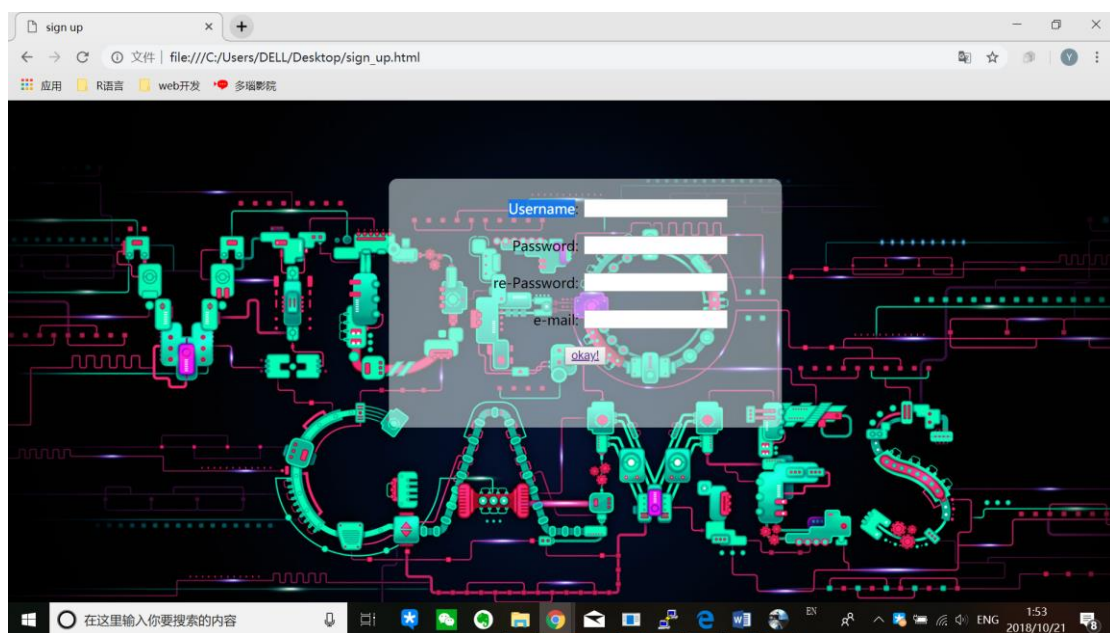 sign up
文件 | file:///C:/Users/DELL/Desktop/sign_up.html
Y
应用 R语言 web开发 多瑙影院
VIDEO
GAMES
Username:
Password:
re-Password:
e-mail:
okay!
在这里输入你要搜索的内容
EN
ENG
1:53
2018/10/21
8